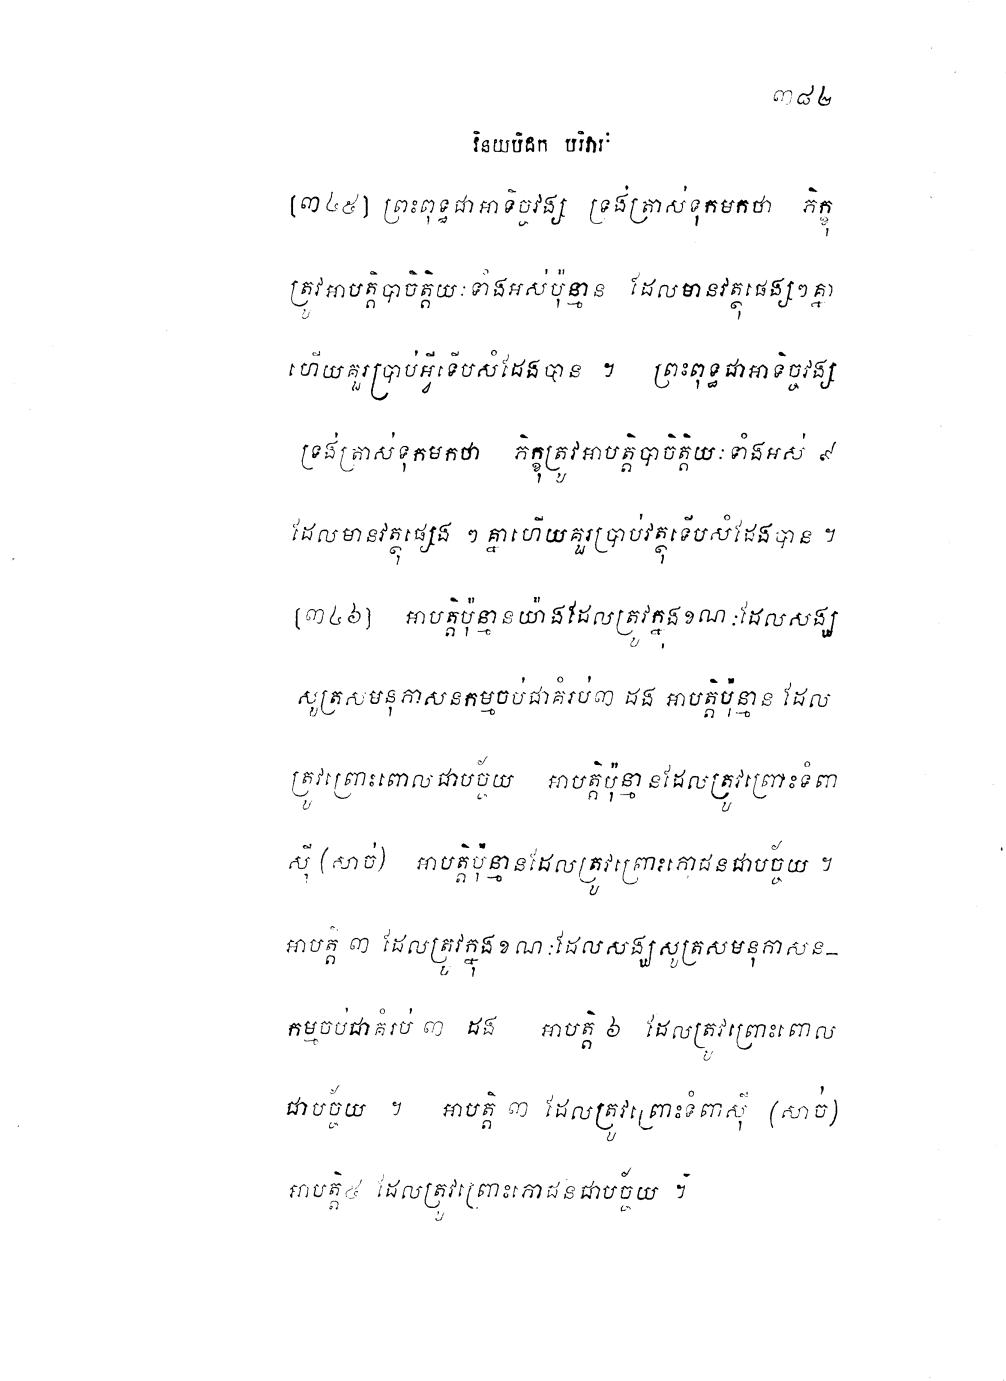 ៣៨២
វិនយបិដក បរិវារៈ
[៣៤៥] ព្រះពុទ្ធជាអាទិច្ចវង្ស ទ្រង់ត្រាស់ទុកមកថា ភិក្ខុ
ត្រូវអាបត្តិបាចិត្តិយៈទាំងអស់ប៉ុន្មាន ដែលមានវត្ថុផេង្ស ៗ គ្នា
ហើយគួរប្រាប់អ្វីទើបសំដែងបាន ។ ព្រះពុទ្ធជាអាទិច្ចវង្ស
ទ្រង់ត្រាស់ទុកមកថា ភិក្ខុត្រូវអាបត្តិបាចិត្តិយៈទាំងអស់ ៩
ដែលមានវត្ថុផ្សេង ៗ គ្នាហើយគួរប្រាប់វត្ថុទើបសំដែងបាន ។
[៣៤៦] អាបត្តិប៉ុន្មានយ៉ាងដែលត្រូវក្នុងខណៈដែលសង្ឃ
សូត្រសមនុភាសនកម្មចប់ជាគំរប់៣ ដង អាបត្តិប៉ុន្មាន ដែល
ត្រូវព្រោះពោលជាបច្ច័យ អាបត្តិប៉ុន្មានដែលត្រូវព្រោះទំពា
ស៊ី (សាច់) អាបត្តិប៉ុន្មានដែលត្រូវព្រោះភោជនជាបច្ច័យ ។
អាបត្តិ ៣ ដែលត្រូវក្នុងខណៈដែលសង្ឃសូត្រសមនុភាសន-
កម្មចប់ជាគំរប់ ៣ ដង អាបត្តិ ៦ ដែលត្រូវព្រោះពោល
ជាបច្ច័យ ។ អាបត្តិ ៣ ដែលត្រូវព្រោះទំពាស៊ី (សាច់)
អាបត្តិ៥ ដែលត្រូវព្រោះភោជនជាបច្ច័យ ។